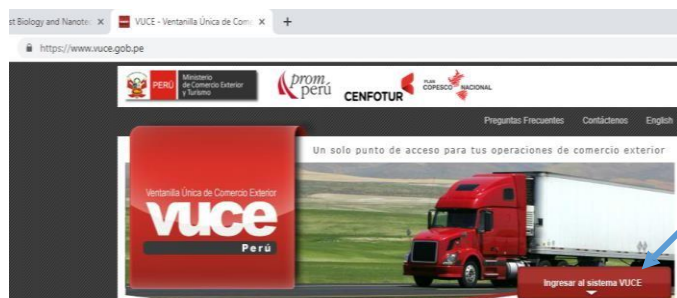 st Biology and Nanotec
VUCE - Ventanilla Única de Com
https://www.vuce.gob.pe
PERÚ
Ministerio
de Comercio Exterior
y Turismo
prom
perú
CENFOTUR
PLAN
COPESCO NACIONAL
Preguntas Frecuentes Contáctenos English
Un solo punto de acceso para tus operaciones de comercio exterior
Ventanilla Única de Comercio Exterior
vuce
Perú
Ingresar al sistema VUCE